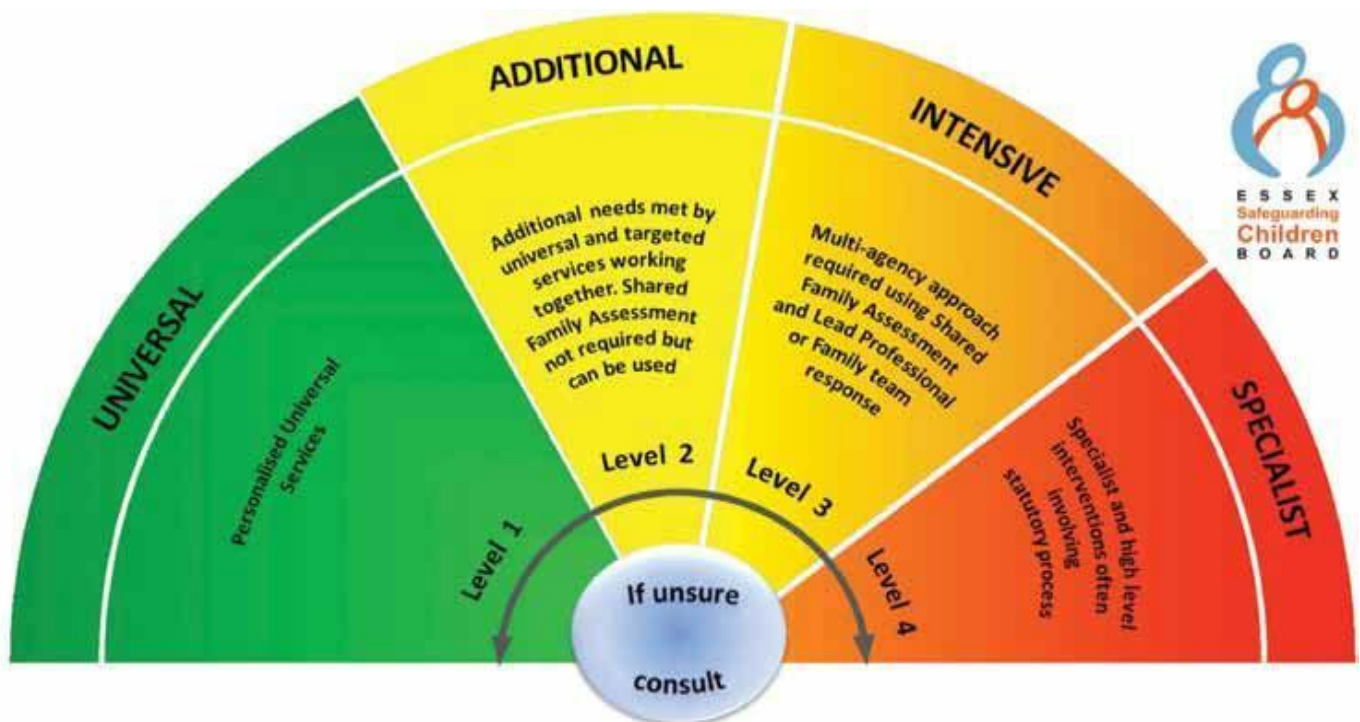 UNIVERSAL
Personalised Universal
Services
Level 1
ADDITIONAL
Additional needs met by
universal and targeted
services working
together. Shared
Family Assessment
not required but
can be used
Level 2
INTENSIVE
Multi-agency approach
required using Shared
Family Assessment
and Lead Professional
or Family team
response
Level 3
SPECIALIST
Specialist and high level
interventions often
involving
statutory process
Level 4
If unsure
consult
ESSEX
Safeguarding
Children
BOARD